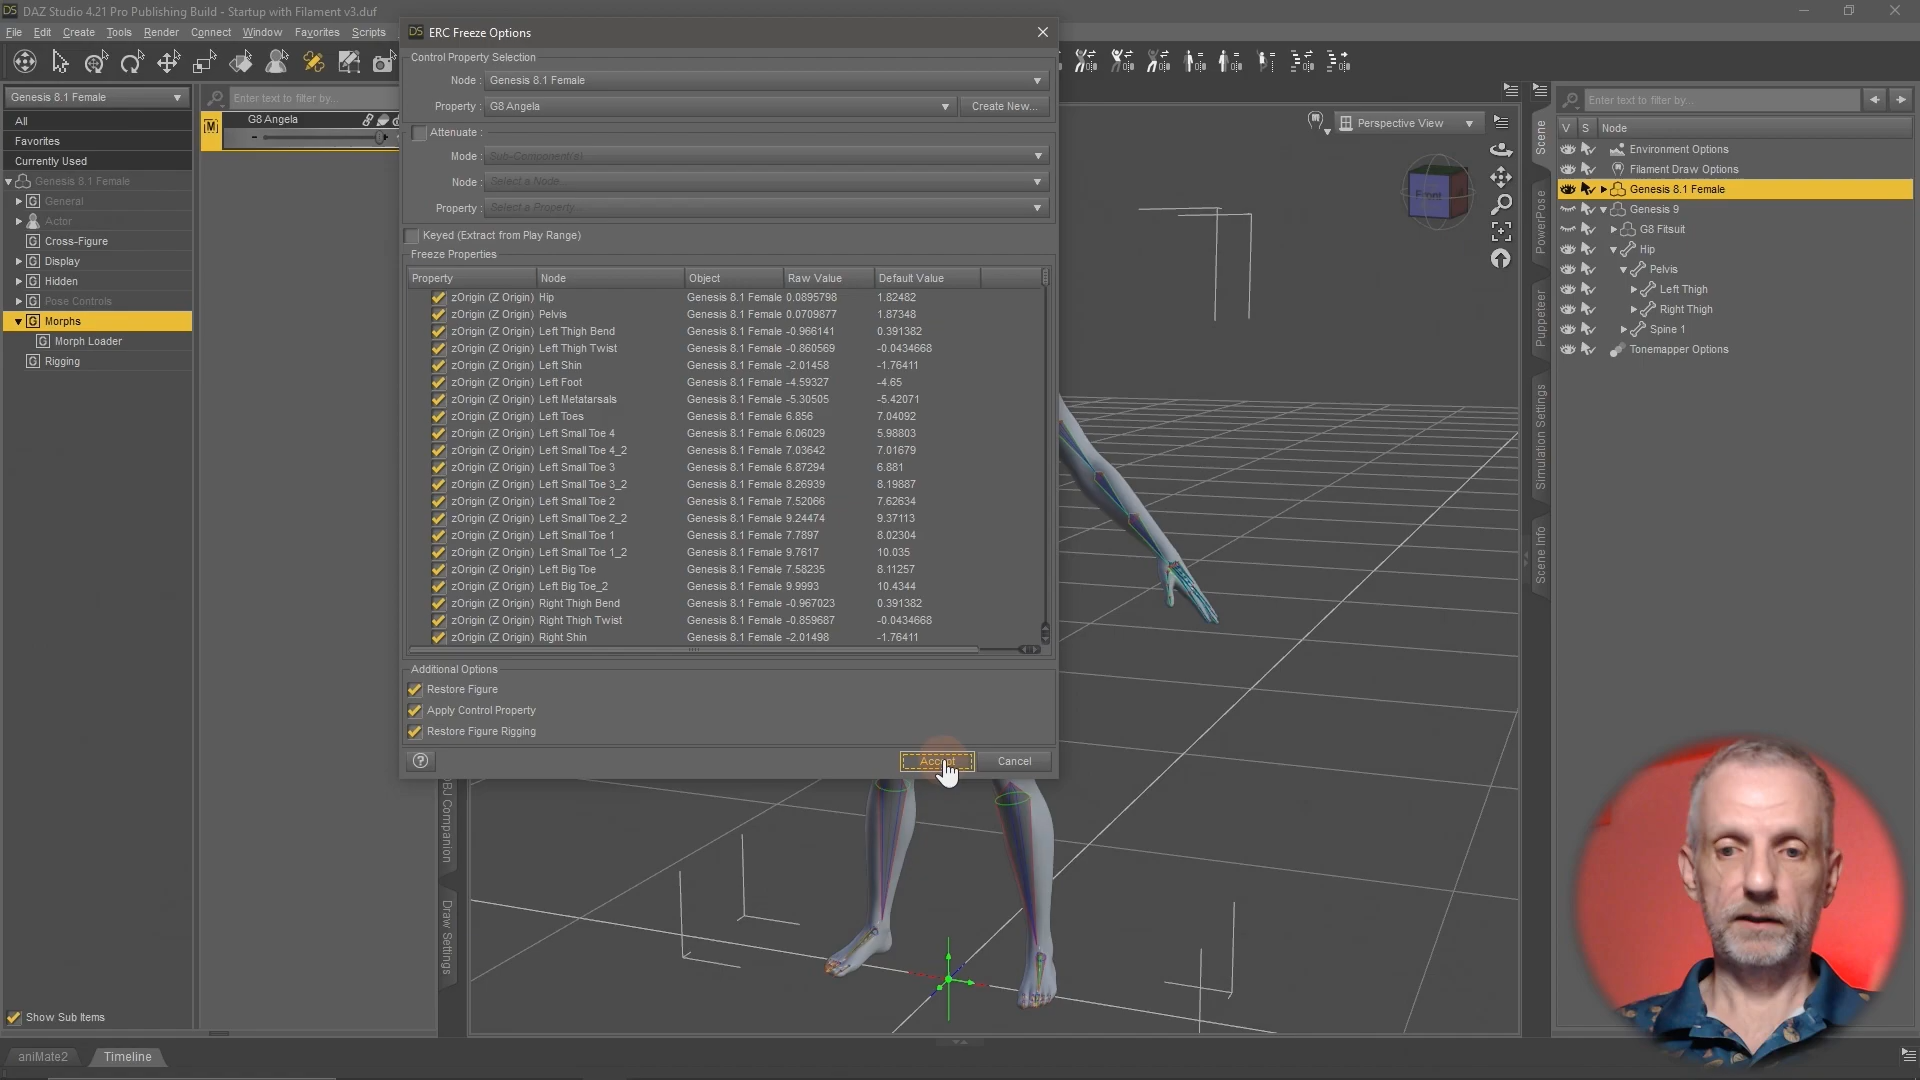 DAZ Studio 4.21 Pro Publishing Build - Startup with Filament v3.duf
File Edit Create Tools Render Connect Window Favorites Scripts
ERC Freeze Options
Control Property Selection
Node : Genesis 8.1 Female
Property : G8 Angela Create New...
Attenuate :
Mode : Sub-Component(s)
Node : Select a Node...
Property : Select a Property...
Keyed (Extract from Play Range)
Freeze Properties
Property Node Object Raw Value Default Value
zOrigin (Z Origin) Hip Genesis 8.1 Female 0.0895798 1.82482
zOrigin (Z Origin) Pelvis Genesis 8.1 Female 0.0709877 1.87348
zOrigin (Z Origin) Left Thigh Bend Genesis 8.1 Female -0.966141 0.391382
zOrigin (Z Origin) Left Thigh Twist Genesis 8.1 Female -0.860569 -0.0434668
zOrigin (Z Origin) Left Shin Genesis 8.1 Female -2.01458 -1.76411
zOrigin (Z Origin) Left Foot Genesis 8.1 Female -4.59327 -4.65
zOrigin (Z Origin) Left Metatarsals Genesis 8.1 Female -5.30505 -5.42071
zOrigin (Z Origin) Left Toes Genesis 8.1 Female 6.856 7.04092
zOrigin (Z Origin) Left Small Toe 4 Genesis 8.1 Female 6.06029 5.98803
zOrigin (Z Origin) Left Small Toe 4_2 Genesis 8.1 Female 7.03642 7.01679
zOrigin (Z Origin) Left Small Toe 3 Genesis 8.1 Female 6.87294 6.881
zOrigin (Z Origin) Left Small Toe 3_2 Genesis 8.1 Female 8.26939 8.19887
zOrigin (Z Origin) Left Small Toe 2 Genesis 8.1 Female 7.52066 7.62634
zOrigin (Z Origin) Left Small Toe 2_2 Genesis 8.1 Female 9.24474 9.37113
zOrigin (Z Origin) Left Small Toe 1 Genesis 8.1 Female 7.7897 8.02304
zOrigin (Z Origin) Left Small Toe 1_2 Genesis 8.1 Female 9.7617 10.035
zOrigin (Z Origin) Left Big Toe Genesis 8.1 Female 7.58235 8.11257
zOrigin (Z Origin) Left Big Toe_2 Genesis 8.1 Female 9.9993 10.4344
zOrigin (Z Origin) Right Thigh Bend Genesis 8.1 Female -0.967023 0.391382
zOrigin (Z Origin) Right Thigh Twist Genesis 8.1 Female -0.859687 -0.0434668
zOrigin (Z Origin) Right Shin Genesis 8.1 Female -2.01498 -1.76411
Additional Options
Restore Figure
Apply Control Property
Restore Figure Rigging
Accept Cancel
Genesis 8.1 Female
All
Favorites
Currently Used
Genesis 8.1 Female
General
Actor
Cross-Figure
Display
Hidden
Pose Controls
Morphs
Morph Loader
Rigging
Show Sub Items
Enter text to filter by...
G8 Angela
OBJ Companion
Draw Settings
Perspective View
Front
Scene
PowerPose
Puppeteer
Simulation Settings
Scene Info
Enter text to filter by...
V S Node
Environment Options
Filament Draw Options
Genesis 8.1 Female
Genesis 9
G8 Fitsuit
Hip
Pelvis
Left Thigh
Right Thigh
Spine 1
Tonemapper Options
aniMate2 Timeline